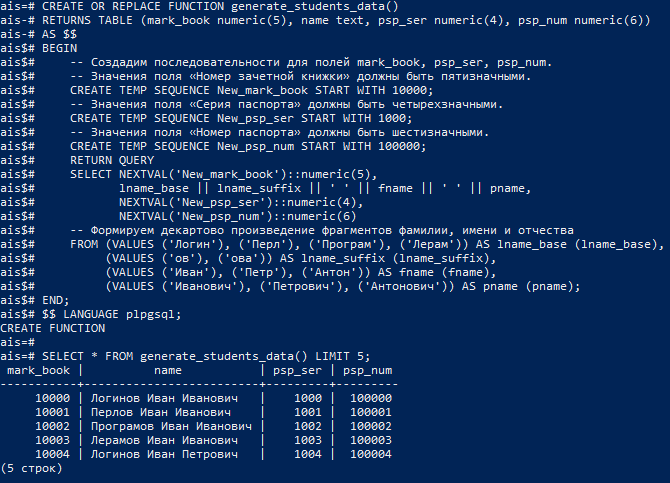 ais=# CREATE OR REPLACE FUNCTION generate_students_data()
ais-# RETURNS TABLE (mark_book numeric(5), name text, psp_ser numeric(4), psp_num numeric(6))
ais-# AS $$
ais$# BEGIN
ais$#     -- Создадим последовательности для полей mark_book, psp_ser, psp_num.
ais$#     -- Значения поля «Номер зачетной книжки» должны быть пятизначными.
ais$#     CREATE TEMP SEQUENCE New_mark_book START WITH 10000;
ais$#     -- Значения поля «Серия паспорта» должны быть четырехзначными.
ais$#     CREATE TEMP SEQUENCE New_psp_ser START WITH 1000;
ais$#     -- Значения поля «Номер паспорта» должны быть шестизначными.
ais$#     CREATE TEMP SEQUENCE New_psp_num START WITH 100000;
ais$#     RETURN QUERY
ais$#     SELECT NEXTVAL('New_mark_book')::numeric(5),
ais$#            lname_base || lname_suffix || ' ' || fname || ' ' || pname,
ais$#            NEXTVAL('New_psp_ser')::numeric(4),
ais$#            NEXTVAL('New_psp_num')::numeric(6)
ais$#     -- Формируем декартово произведение фрагментов фамилии, имени и отчества
ais$#     FROM (VALUES ('Логин'), ('Перл'), ('Програм'), ('Лерам')) AS lname_base (lname_base),
ais$#          (VALUES ('ов'), ('ова')) AS lname_suffix (lname_suffix),
ais$#          (VALUES ('Иван'), ('Петр'), ('Антон')) AS fname (fname),
ais$#          (VALUES ('Иванович'), ('Петрович'), ('Антонович')) AS pname (pname);
ais$# END;
ais$# $$ LANGUAGE plpgsql;
CREATE FUNCTION
ais=#
ais=# SELECT * FROM generate_students_data() LIMIT 5;
 mark_book |           name           | psp_ser | psp_num
-----------+--------------------------+---------+---------
     10000 | Логинов Иван Иванович    |    1000 |  100000
     10001 | Перлов Иван Иванович     |    1001 |  100001
     10002 | Програмов Иван Иванович  |    1002 |  100002
     10003 | Лерамов Иван Иванович    |    1003 |  100003
     10004 | Логинов Иван Петрович    |    1004 |  100004
(5 строк)